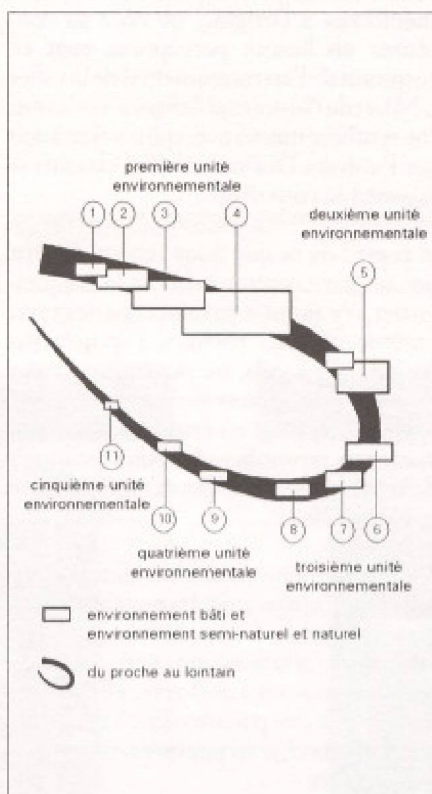 première unité
environnementale
1 2 3 4
deuxième unité
environnementale
5
11
cinquième unité
environnementale
10
9
8
7
6
quatrième unité
environnementale
troisième unité
environnementale
environnement bâti et
environnement semi-naturel et naturel
du proche au lointain